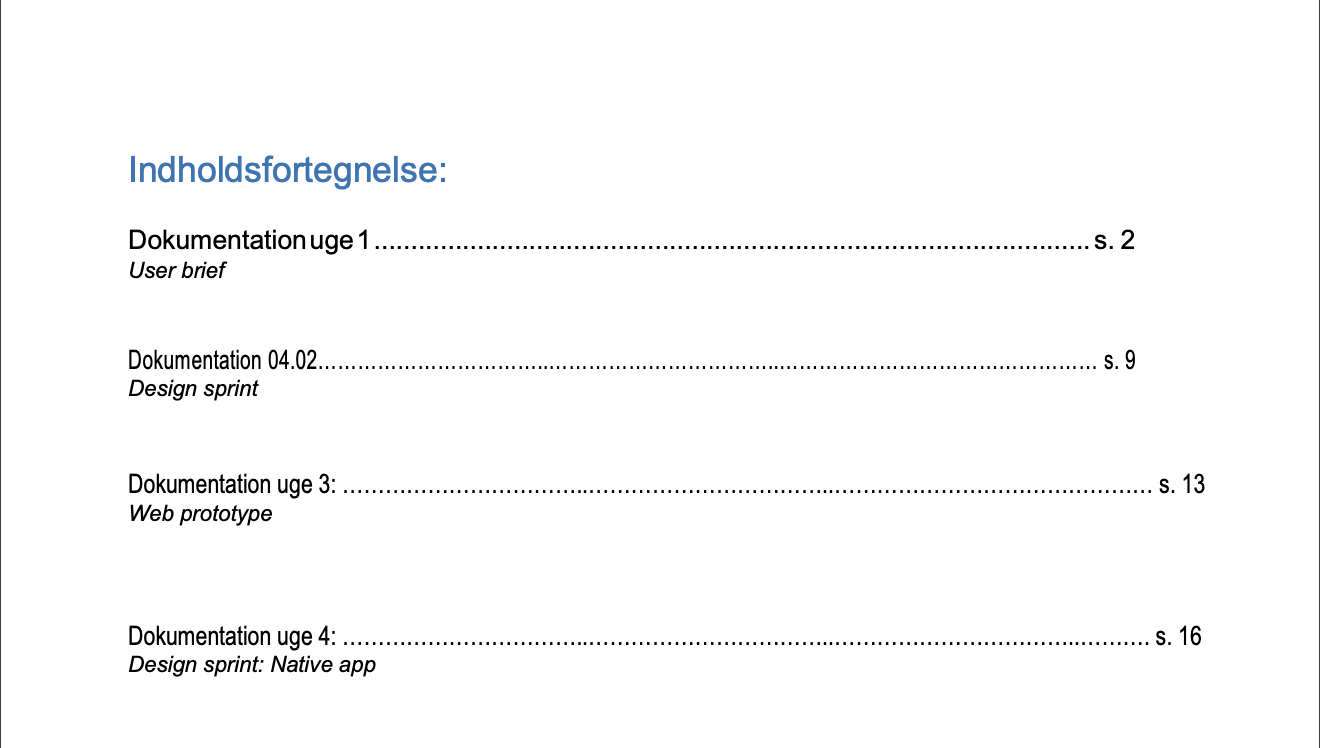 Indholdsfortegnelse:
Dokumentation uge 1................................................................................................ s. 2
User brief
Dokumentation 04.02……………………………..……………………………..………………………………………… s. 9
Design sprint
Dokumentation uge 3: ……………………………..……………………………..……………………………………… s. 13
Web prototype
Dokumentation uge 4: ……………………………..……………………………..……………………………..………. s. 16
Design sprint: Native app